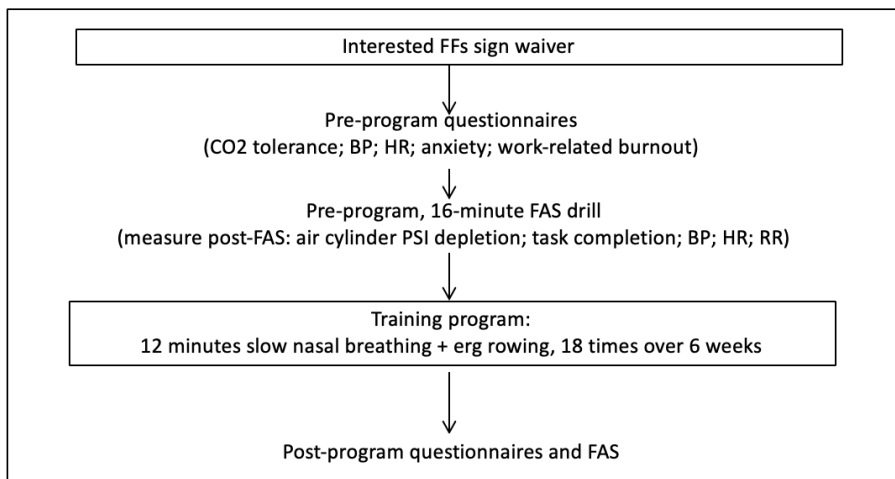 Interested FFs sign waiver
Pre-program questionnaires
(CO2 tolerance; BP; HR; anxiety; work-related burnout)
Pre-program, 16-minute FAS drill
(measure post-FAS: air cylinder PSI depletion; task completion; BP; HR; RR)
Training program:
12 minutes slow nasal breathing + erg rowing, 18 times over 6 weeks
Post-program questionnaires and FAS